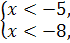 x < −5,
x < −8,